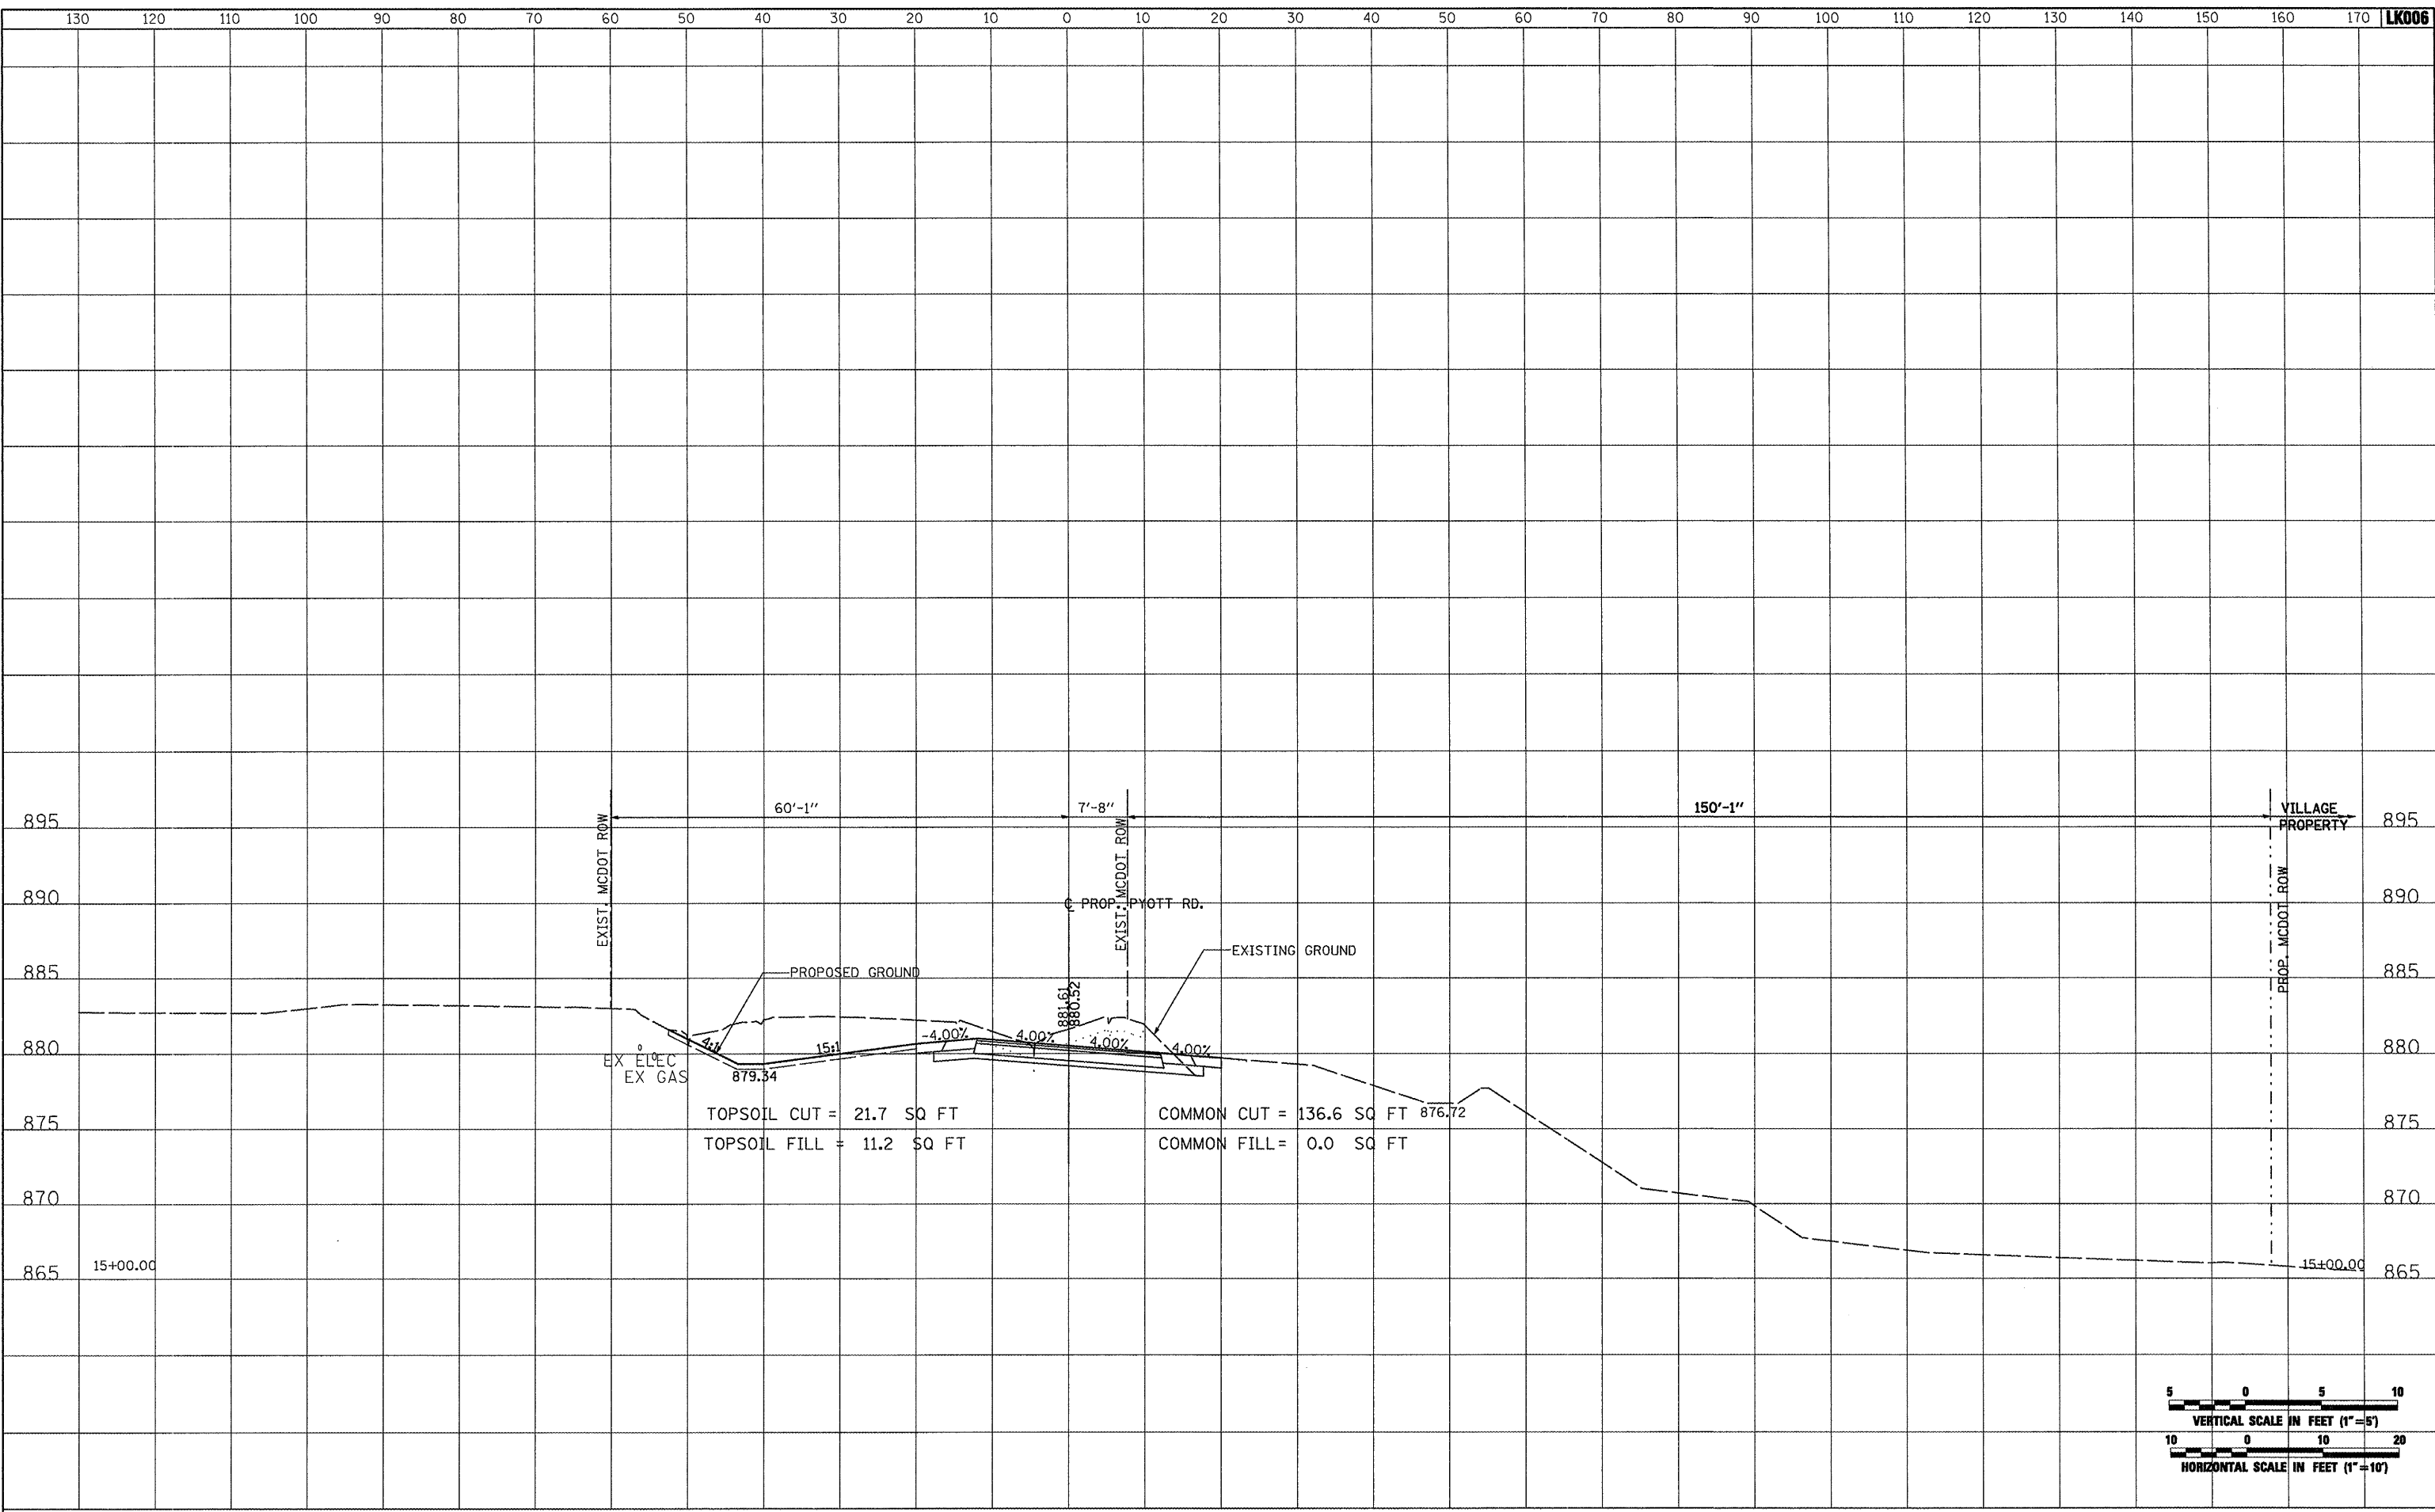 130 120 110 100 90 80 70 60 50 40 30 20 10 0 10 20 30 40 50 60 70 80 90 100 110 120 130 140 150 160 170 LK006
60'-1" 7'-8" 150'-1" VILLAGE
PROPERTY
895 895
EXIST. MCDOT ROW
EXIST. MCDOT ROW
PROP. MCDOT ROW
890 ℄ PROP. PYOTT RD. 890
EXISTING GROUND
885 PROPOSED GROUND 885
881.61
880.52
880 4:1 15:1 -4.00% 4.00% 4.00% 4.00% 880
EX ELEC
EX GAS 879.34
TOPSOIL CUT = 21.7 SQ FT COMMON CUT = 136.6 SQ FT 876.72
875 875
TOPSOIL FILL = 11.2 SQ FT COMMON FILL= 0.0 SQ FT
870 870
15+00.00 15+00.00
865 865
5 0 5 10
VERTICAL SCALE IN FEET (1"=5')
10 0 10 20
HORIZONTAL SCALE IN FEET (1"=10')